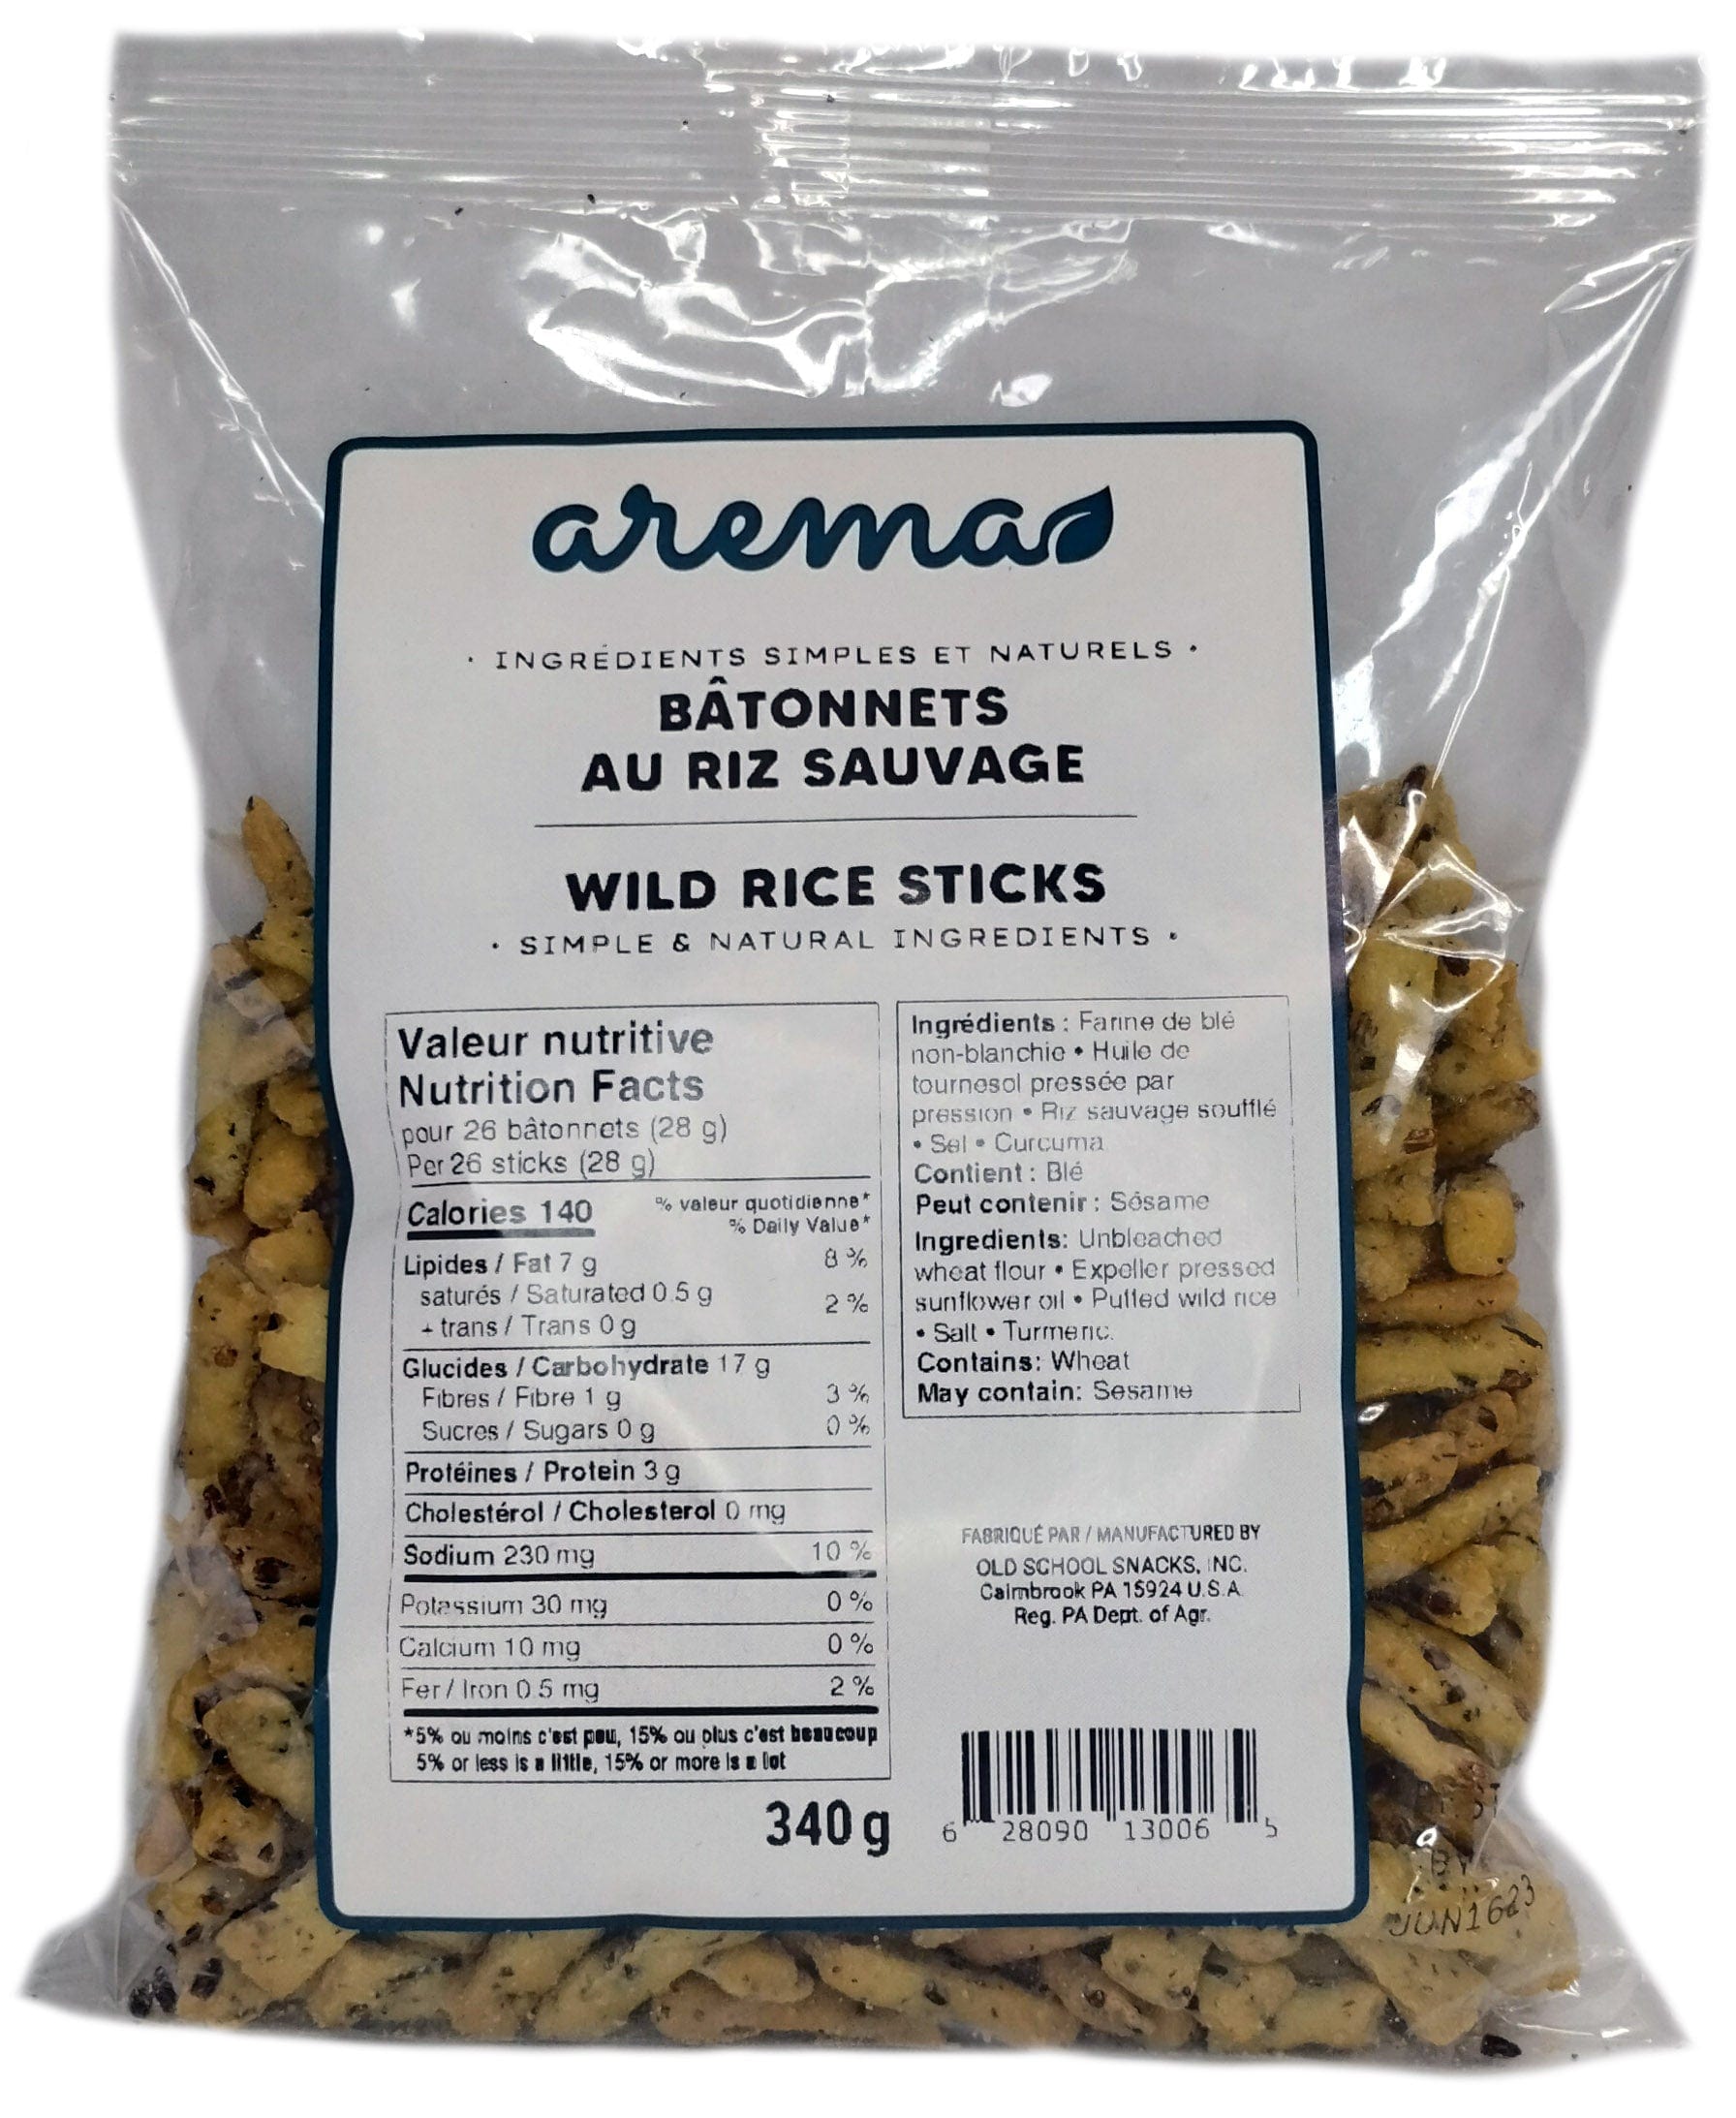 arema
· INGRÉDIENTS SIMPLES ET NATURELS ·
BÂTONNETS
AU RIZ SAUVAGE
WILD RICE STICKS
· SIMPLE & NATURAL INGREDIENTS ·
Valeur nutritive
Nutrition Facts
pour 26 bâtonnets (28 g)
Per 26 sticks (28 g)
Calories 140
% valeur quotidienne*
% Daily Value*
Lipides / Fat 7 g 8 %
saturés / Saturated 0.5 g 2 %
+ trans / Trans 0 g
Glucides / Carbohydrate 17 g
Fibres / Fibre 1 g 3 %
Sucres / Sugars 0 g 0 %
Protéines / Protein 3 g
Cholestérol / Cholesterol 0 mg
Sodium 230 mg 10 %
Potassium 30 mg 0 %
Calcium 10 mg 0 %
Fer / Iron 0.5 mg 2 %
*5% ou moins c'est peu, 15% ou plus c'est beaucoup
5% or less is a little, 15% or more is a lot
340 g
Ingrédients : Farine de blé
non-blanchie • Huile de
tournesol pressée par
pression • Riz sauvage soufflé
• Sel • Curcuma
Contient : Blé
Peut contenir : Sésame
Ingredients: Unbleached
wheat flour • Expeller pressed
sunflower oil • Puffed wild rice
• Salt • Turmeric.
Contains: Wheat
May contain: Sesame
FABRIQUÉ PAR / MANUFACTURED BY
OLD SCHOOL SNACKS, INC.
Cairnbrook PA 15924 U.S.A.
Reg. PA Dept. of Agr.
6 28090 13006 5
BY
JUN1623